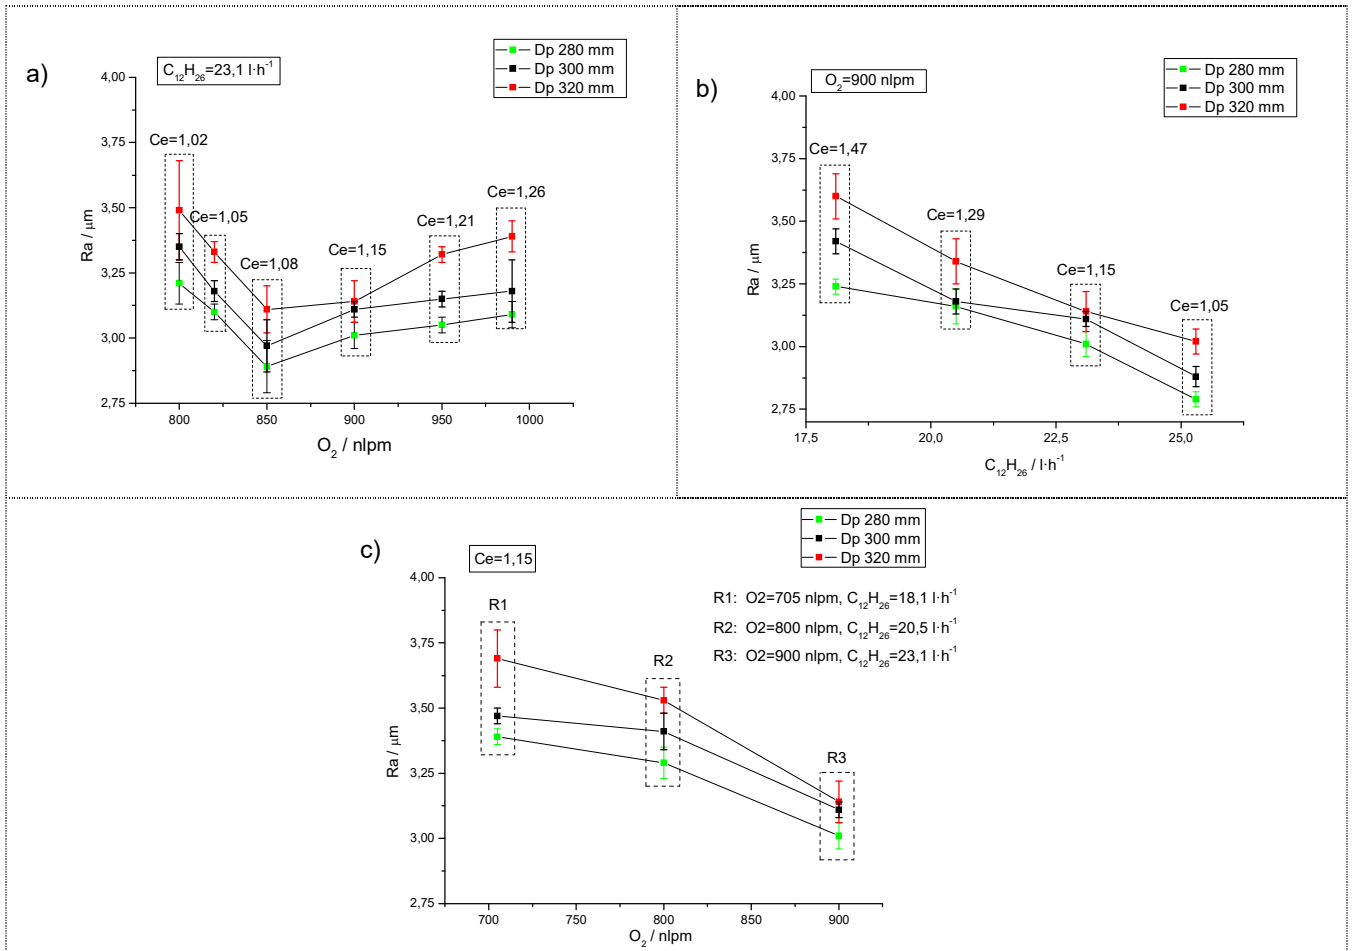 a)
C₁₂H₂₆=23,1 l·h⁻¹
Dp 280 mm
Dp 300 mm
Dp 320 mm
Ce=1,02
Ce=1,05
Ce=1,08
Ce=1,15
Ce=1,21
Ce=1,26
Ra / μm
4,00
3,75
3,50
3,25
3,00
2,75
800 850 900 950 1000
O₂ / nlpm
b)
O₂=900 nlpm
Dp 280 mm
Dp 300 mm
Dp 320 mm
Ce=1,47
Ce=1,29
Ce=1,15
Ce=1,05
Ra / μm
4,00
3,75
3,50
3,25
3,00
2,75
17,5 20,0 22,5 25,0
C₁₂H₂₆ / l·h⁻¹
c)
Ce=1,15
Dp 280 mm
Dp 300 mm
Dp 320 mm
R1: O2=705 nlpm, C₁₂H₂₆=18,1 l·h⁻¹
R2: O2=800 nlpm, C₁₂H₂₆=20,5 l·h⁻¹
R3: O2=900 nlpm, C₁₂H₂₆=23,1 l·h⁻¹
R1
R2
R3
Ra / μm
4,00
3,75
3,50
3,25
3,00
2,75
700 750 800 850 900
O₂ / nlpm